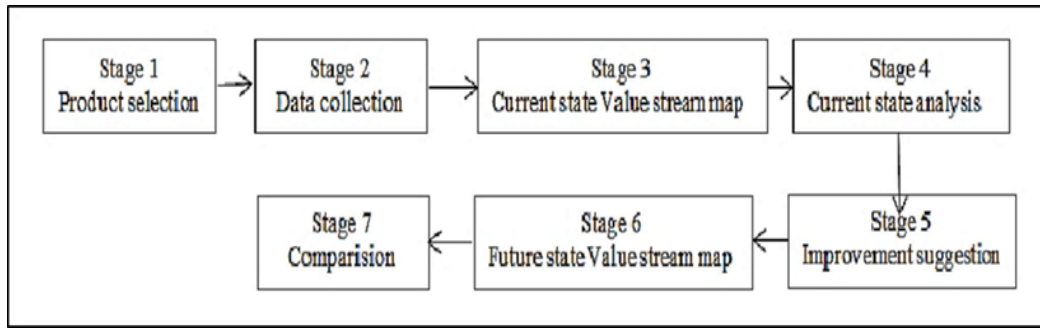 Stage 1
Product selection
Stage 2
Data collection
Stage 3
Current state Value stream map
Stage 4
Current state analysis
Stage 5
Improvement suggestion
Stage 6
Future state Value stream map
Stage 7
Comparision